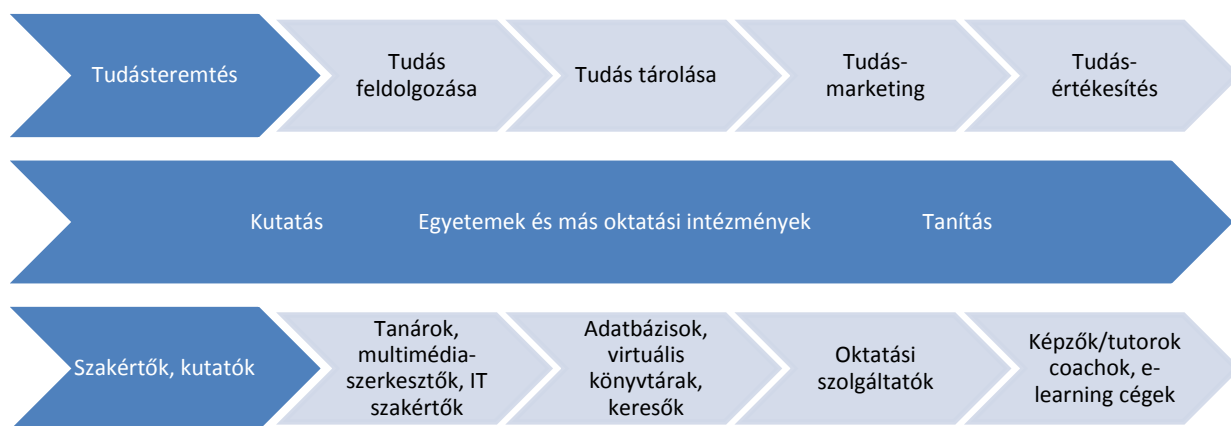 Tudásteremtés
Tudás
feldolgozása
Tudás tárolása
Tudás-
marketing
Tudás-
értékesítés
Kutatás Egyetemek és más oktatási intézmények Tanítás
Szakértők, kutatók
Tanárok,
multimédia-
szerkesztők, IT
szakértők
Adatbázisok,
virtuális
könyvtárak,
keresők
Oktatási
szolgáltatók
Képzők/tutorok
coachok, e-
learning cégek